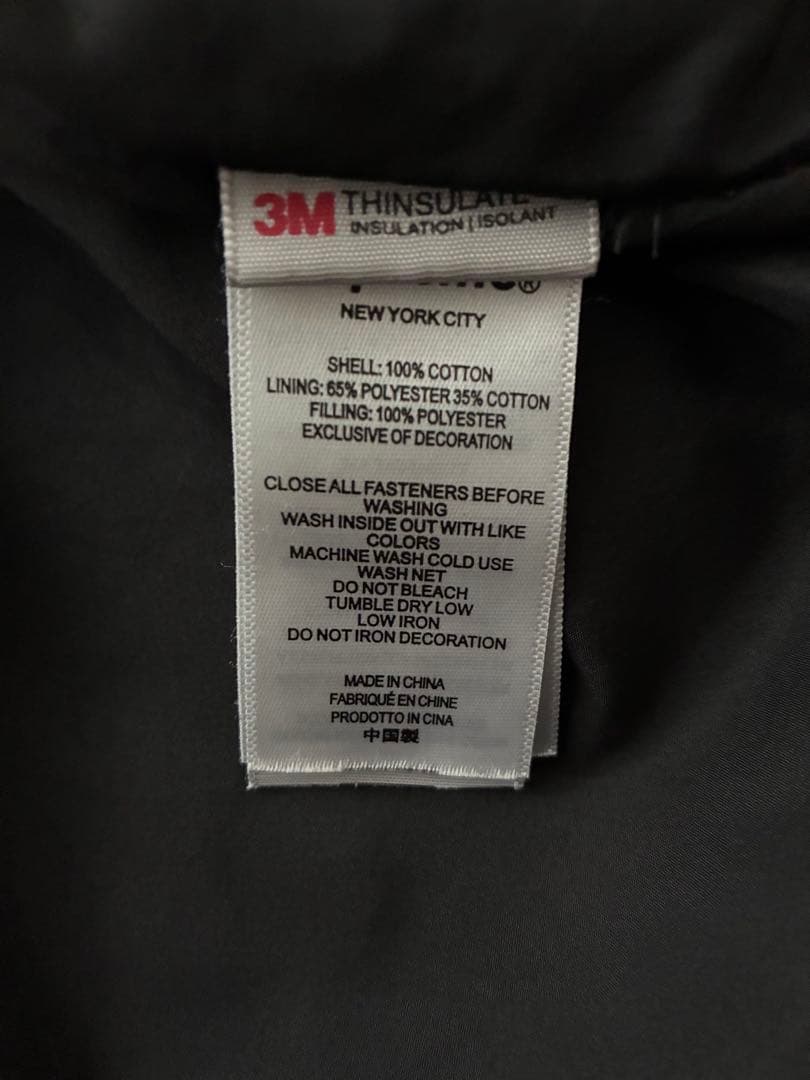 3M THINSULATE
INSULATION | ISOLANT
NEW YORK CITY
SHELL: 100% COTTON
LINING: 65% POLYESTER 35% COTTON
FILLING: 100% POLYESTER
EXCLUSIVE OF DECORATION
CLOSE ALL FASTENERS BEFORE
WASHING
WASH INSIDE OUT WITH LIKE
COLORS
MACHINE WASH COLD USE
WASH NET
DO NOT BLEACH
TUMBLE DRY LOW
LOW IRON
DO NOT IRON DECORATION
MADE IN CHINA
FABRIQUÉ EN CHINE
PRODOTTO IN CINA
中国製